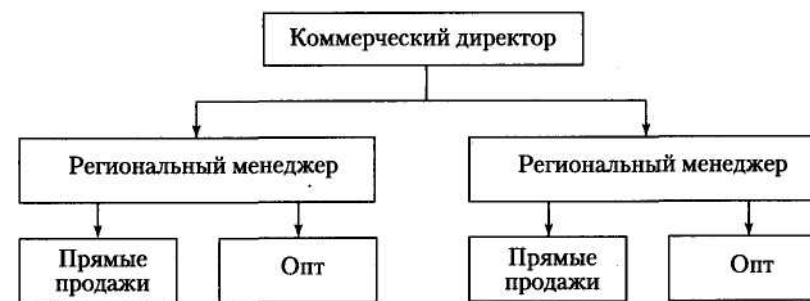 Коммерческий директор
Региональный менеджер
Региональный менеджер
Прямые
продажи
Опт
Прямые
продажи
Опт